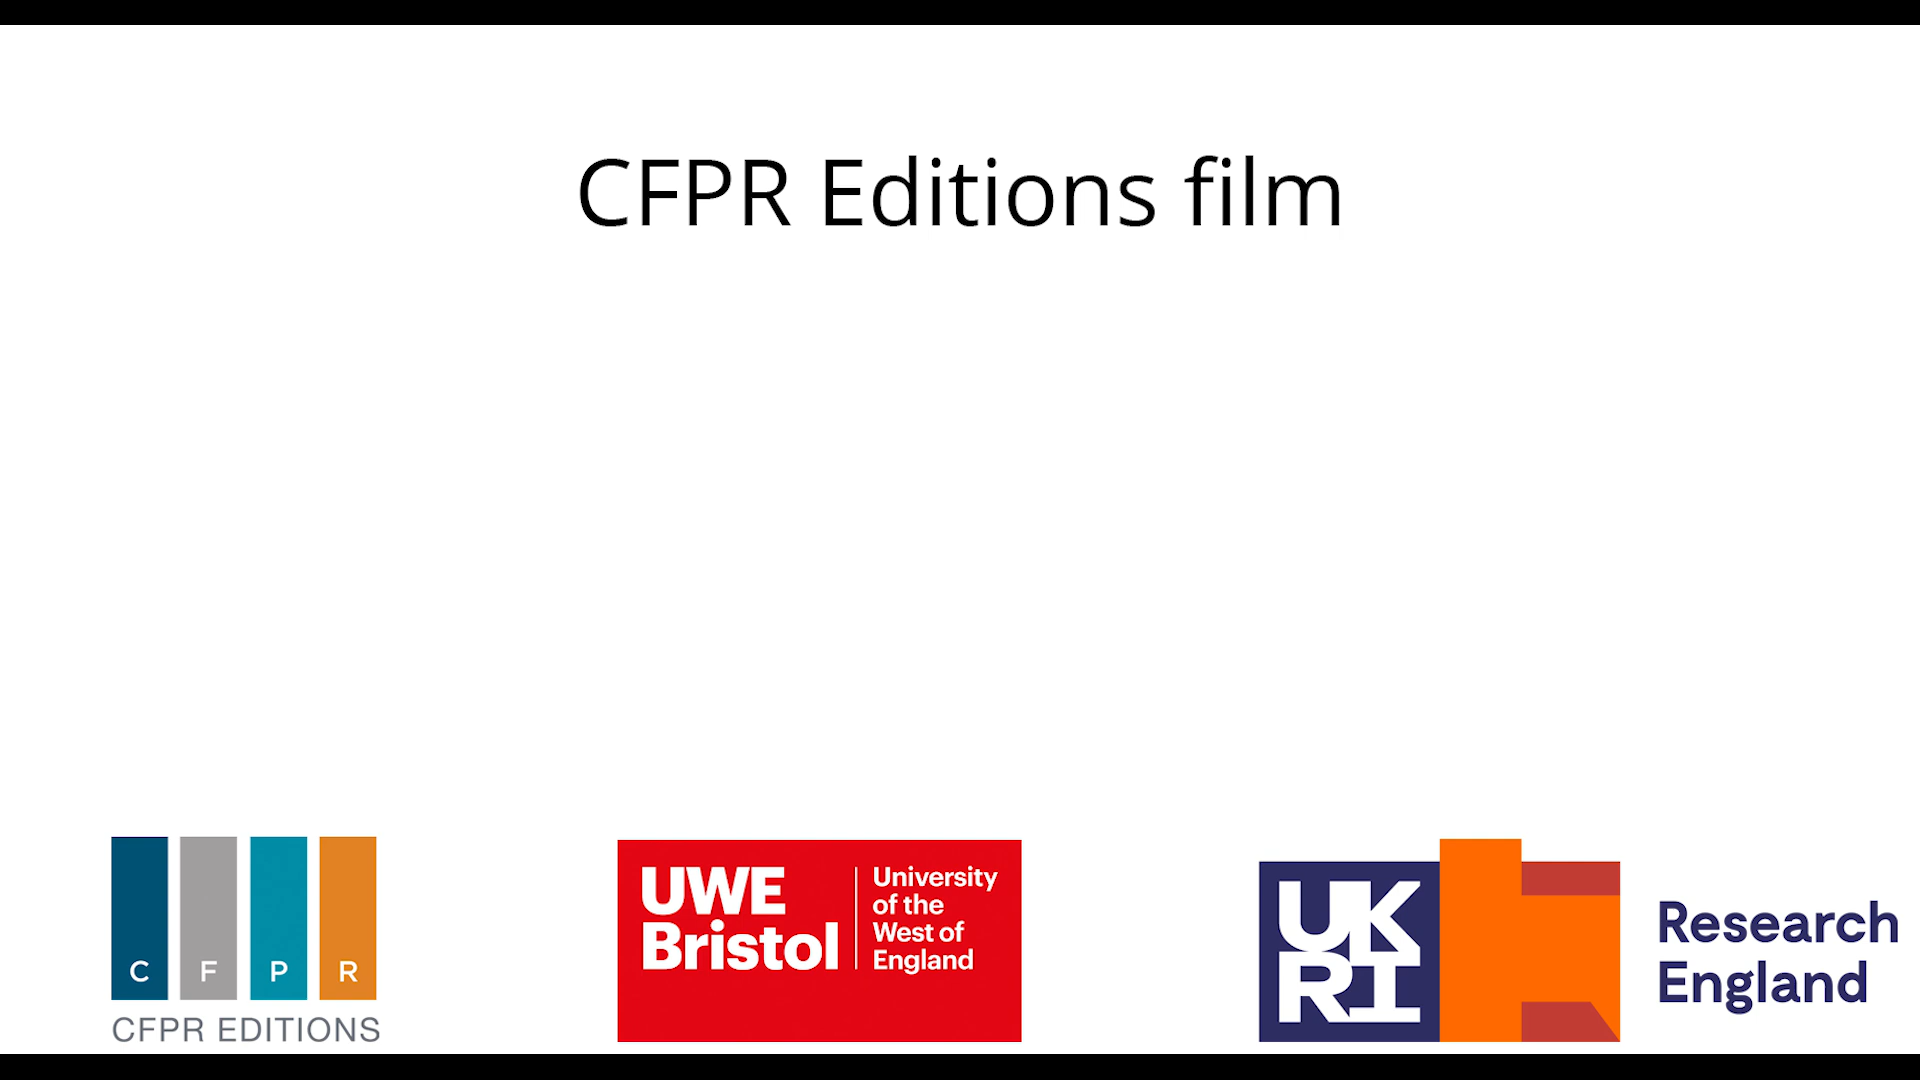 CFPR Editions film
C F P R
CFPR EDITIONS
UWE
Bristol
University
of the
West of
England
UK
RI
Research
England